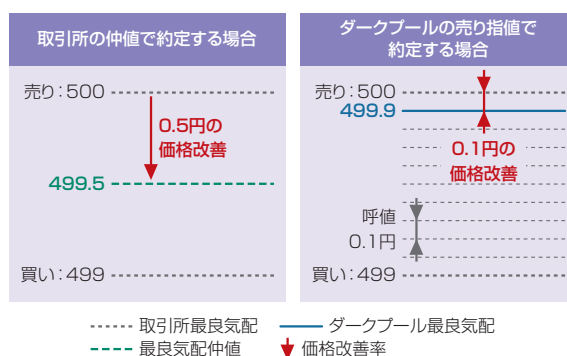 取引所の仲値で約定する場合
売り:500
0.5円の
価格改善
499.5
買い:499
ダークプールの売り指値で
約定する場合
売り:500
499.9
0.1円の
価格改善
呼値
0.1円
買い:499
取引所最良気配
ダークプール最良気配
最良気配仲値
価格改善率